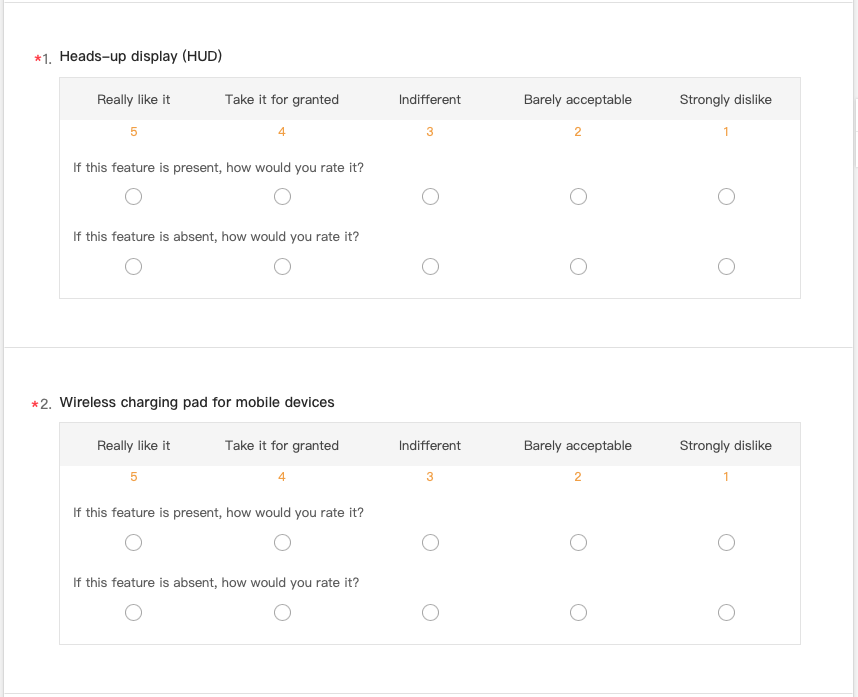 *1. Heads-up display (HUD)
Really like it Take it for granted Indifferent Barely acceptable Strongly dislike
5 4 3 2 1
If this feature is present, how would you rate it?
If this feature is absent, how would you rate it?
*2. Wireless charging pad for mobile devices
Really like it Take it for granted Indifferent Barely acceptable Strongly dislike
5 4 3 2 1
If this feature is present, how would you rate it?
If this feature is absent, how would you rate it?